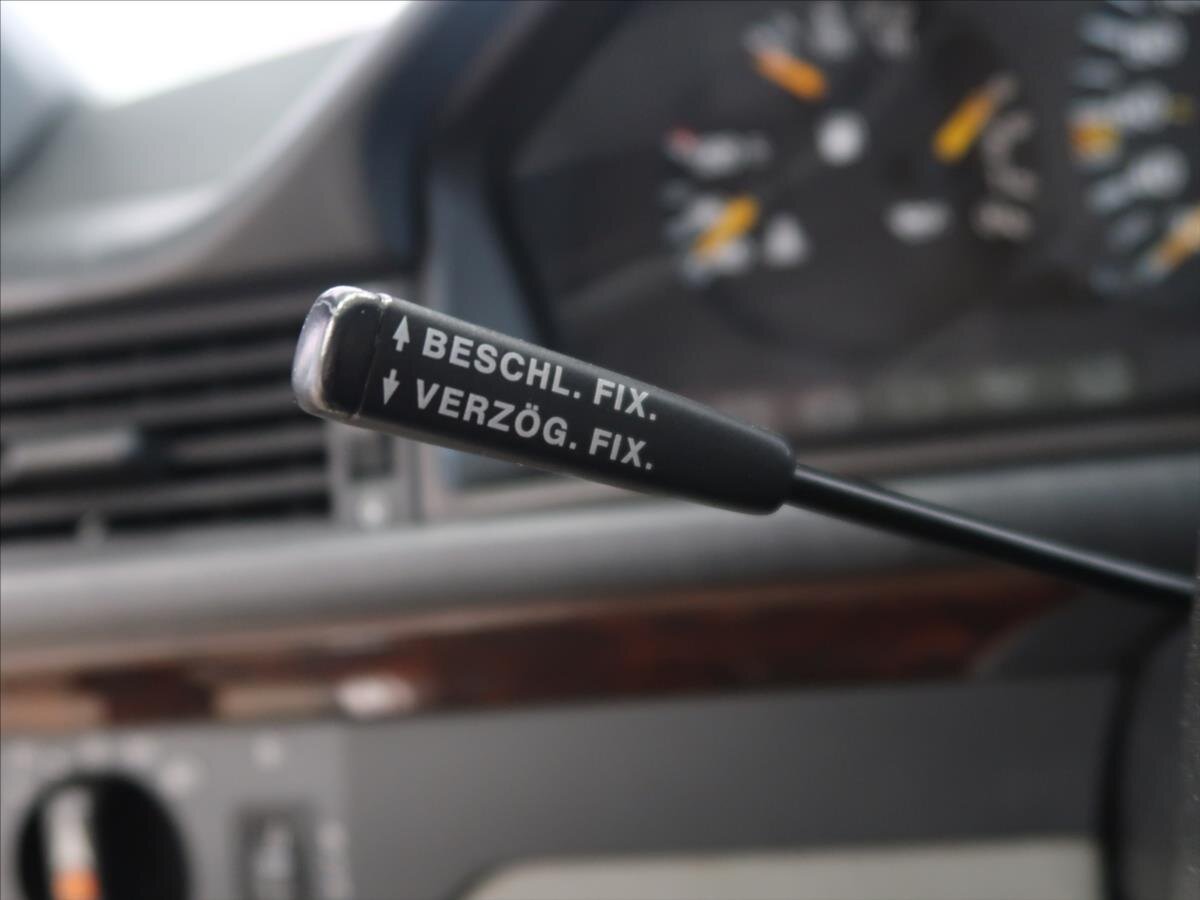 ↑ BESCHL. FIX.
↓ VERZÖG. FIX.